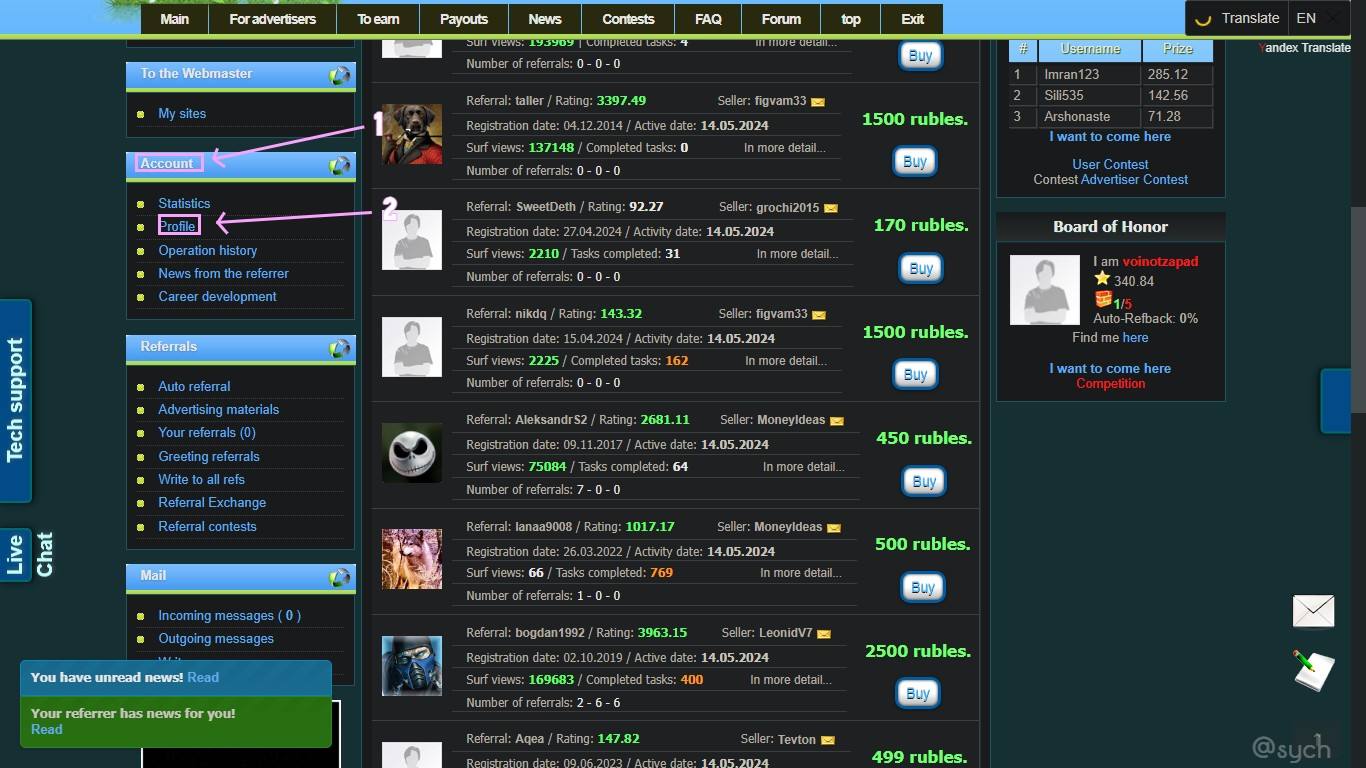 Main For advertisers To earn Payouts News Contests FAQ Forum top Exit
Translate EN
Yandex Translate
To the Webmaster
My sites
1
Account
Statistics
2
Profile
Operation history
News from the referrer
Career development
Referrals
Auto referral
Advertising materials
Your referrals (0)
Greeting referrals
Write to all refs
Referral Exchange
Referral contests
Mail
Incoming messages ( 0 )
Outgoing messages
You have unread news! Read
Your referrer has news for you!
Read
Tech support
Live
Chat
Surf views: 193969 | Completed tasks: 4 In more detail...
Number of referrals: 0 - 0 - 0
Buy
Referral: taller / Rating: 3397.49 Seller: figvam33
Registration date: 04.12.2014 / Active date: 14.05.2024
Surf views: 137148 / Completed tasks: 0 In more detail...
Number of referrals: 0 - 0 - 0
1500 rubles.
Buy
Referral: SweetDeth / Rating: 92.27 Seller: grochi2015
Registration date: 27.04.2024 / Activity date: 14.05.2024
Surf views: 2210 / Tasks completed: 31 In more detail...
Number of referrals: 0 - 0 - 0
170 rubles.
Buy
Referral: nikdq / Rating: 143.32 Seller: figvam33
Registration date: 15.04.2024 / Activity date: 14.05.2024
Surf views: 2225 / Completed tasks: 162 In more detail...
Number of referrals: 0 - 0 - 0
1500 rubles.
Buy
Referral: AleksandrS2 / Rating: 2681.11 Seller: MoneyIdeas
Registration date: 09.11.2017 / Activity date: 14.05.2024
Surf views: 75084 / Tasks completed: 64 In more detail...
Number of referrals: 7 - 0 - 0
450 rubles.
Buy
Referral: lanaa9008 / Rating: 1017.17 Seller: MoneyIdeas
Registration date: 26.03.2022 / Activity date: 14.05.2024
Surf views: 66 / Tasks completed: 769 In more detail...
Number of referrals: 1 - 0 - 0
500 rubles.
Buy
Referral: bogdan1992 / Rating: 3963.15 Seller: LeonidV7
Registration date: 02.10.2019 / Active date: 14.05.2024
Surf views: 169683 / Completed tasks: 400 In more detail...
Number of referrals: 2 - 6 - 6
2500 rubles.
Buy
Referral: Aqea / Rating: 147.82 Seller: Tevton
Registration date: 09.06.2023 / Active date: 14.05.2024
499 rubles.
# Username Prize
1 Imran123 285.12
2 Sili535 142.56
3 Arshonaste 71.28
I want to come here
User Contest
Contest Advertiser Contest
Board of Honor
I am voinotzapad
340.84
1/5
Auto-Refback: 0%
Find me here
I want to come here
Competition
@sych